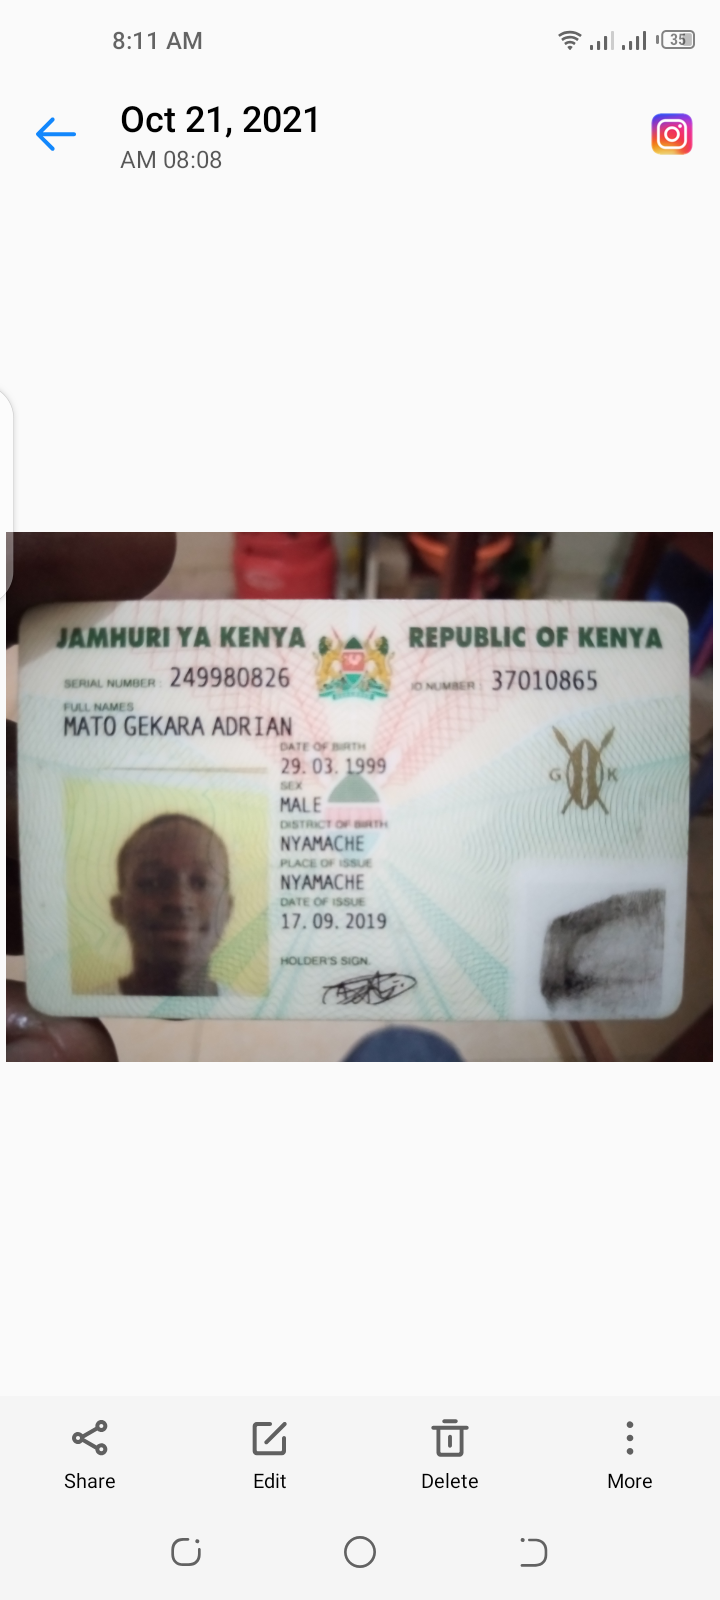 8:11 AM
35
Oct 21, 2021
AM 08:08
JAMHURI YA KENYA REPUBLIC OF KENYA
SERIAL NUMBER : 249980826 ID NUMBER : 37010865
FULL NAMES
MATO GEKARA ADRIAN
DATE OF BIRTH
29. 03. 1999
SEX
MALE
DISTRICT OF BIRTH
NYAMACHE
PLACE OF ISSUE
NYAMACHE
DATE OF ISSUE
17. 09. 2019
HOLDER'S SIGN.
G K
Share Edit Delete More